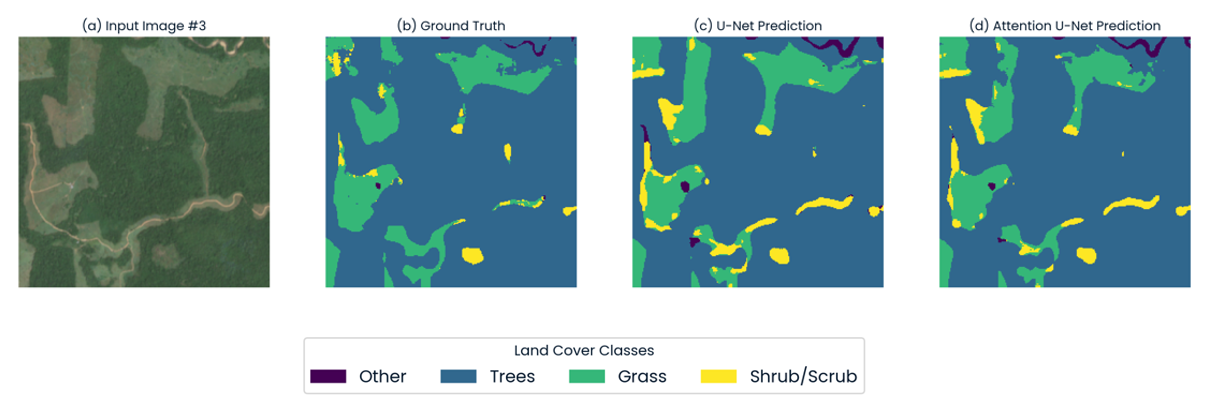 (a) Input Image #3
(b) Ground Truth
(c) U-Net Prediction
(d) Attention U-Net Prediction
Land Cover Classes
Other
Trees
Grass
Shrub/Scrub